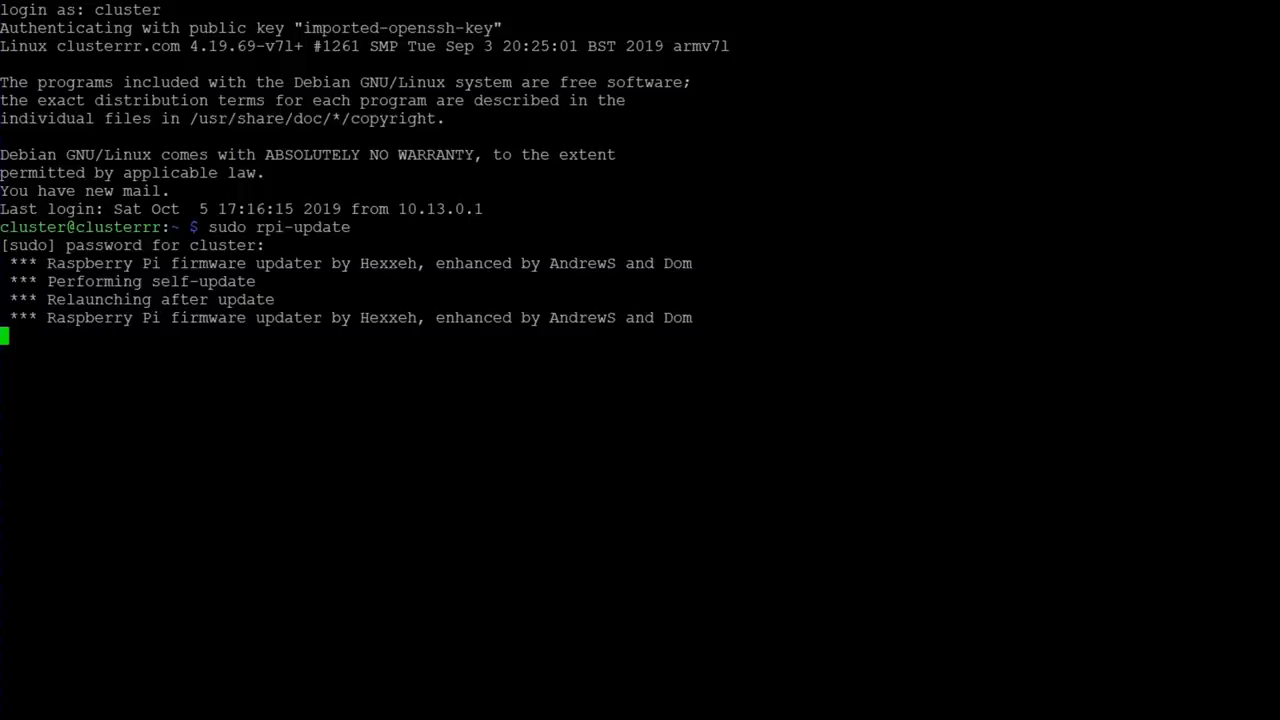 login as: cluster
Authenticating with public key "imported-openssh-key"
Linux clusterrr.com 4.19.69-v7l+ #1261 SMP Tue Sep 3 20:25:01 BST 2019 armv7l
The programs included with the Debian GNU/Linux system are free software;
the exact distribution terms for each program are described in the
individual files in /usr/share/doc/*/copyright.
Debian GNU/Linux comes with ABSOLUTELY NO WARRANTY, to the extent
permitted by applicable law.
You have new mail.
Last login: Sat Oct  5 17:16:15 2019 from 10.13.0.1
cluster@clusterrr:~ $ sudo rpi-update
[sudo] password for cluster:
 *** Raspberry Pi firmware updater by Hexxeh, enhanced by AndrewS and Dom
 *** Performing self-update
 *** Relaunching after update
 *** Raspberry Pi firmware updater by Hexxeh, enhanced by AndrewS and Dom